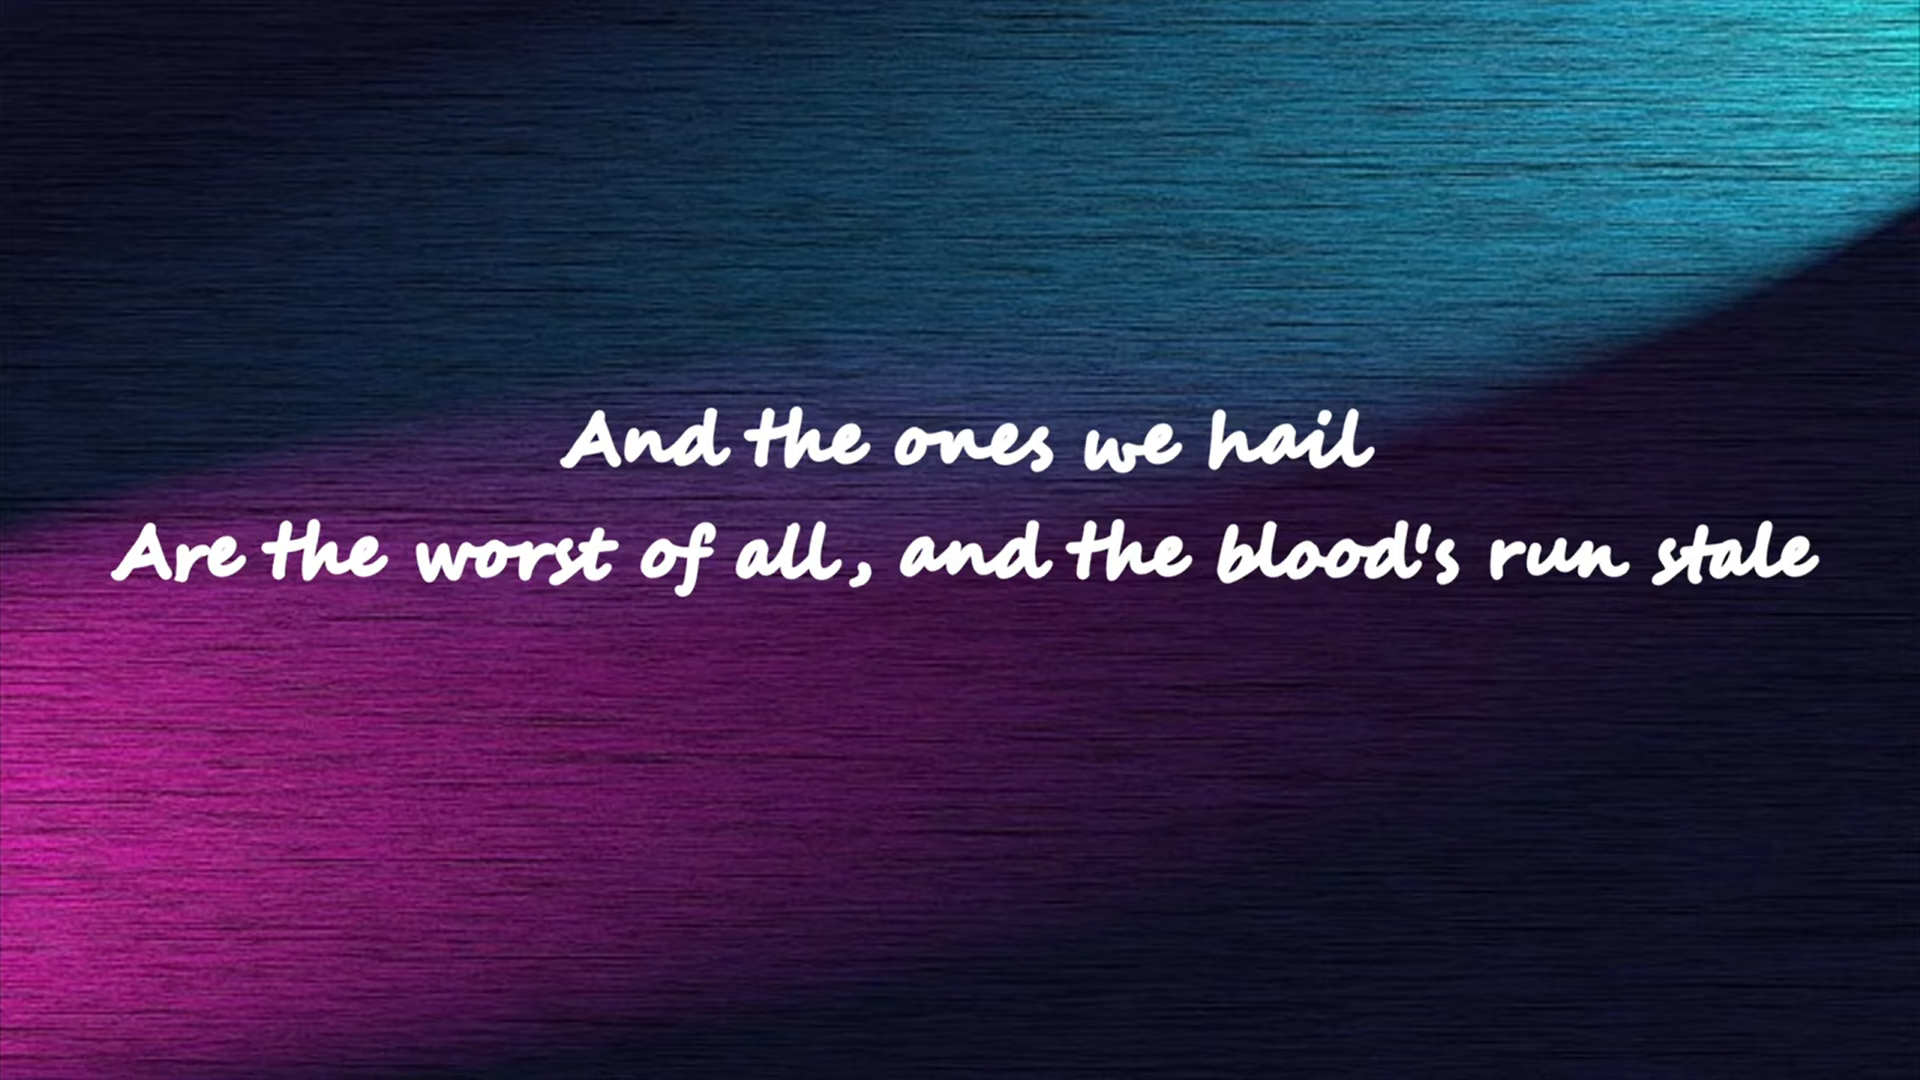 And the ones we hail
Are the worst of all, and the blood's run stale